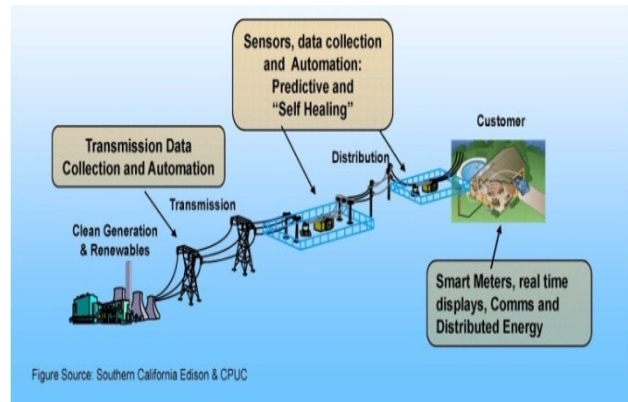 Sensors, data collection
and Automation:
Predictive and
“Self Healing”
Customer
Transmission Data
Collection and Automation
Distribution
Transmission
Clean Generation
& Renewables
Smart Meters, real time
displays, Comms and
Distributed Energy
Figure Source: Southern California Edison & CPUC